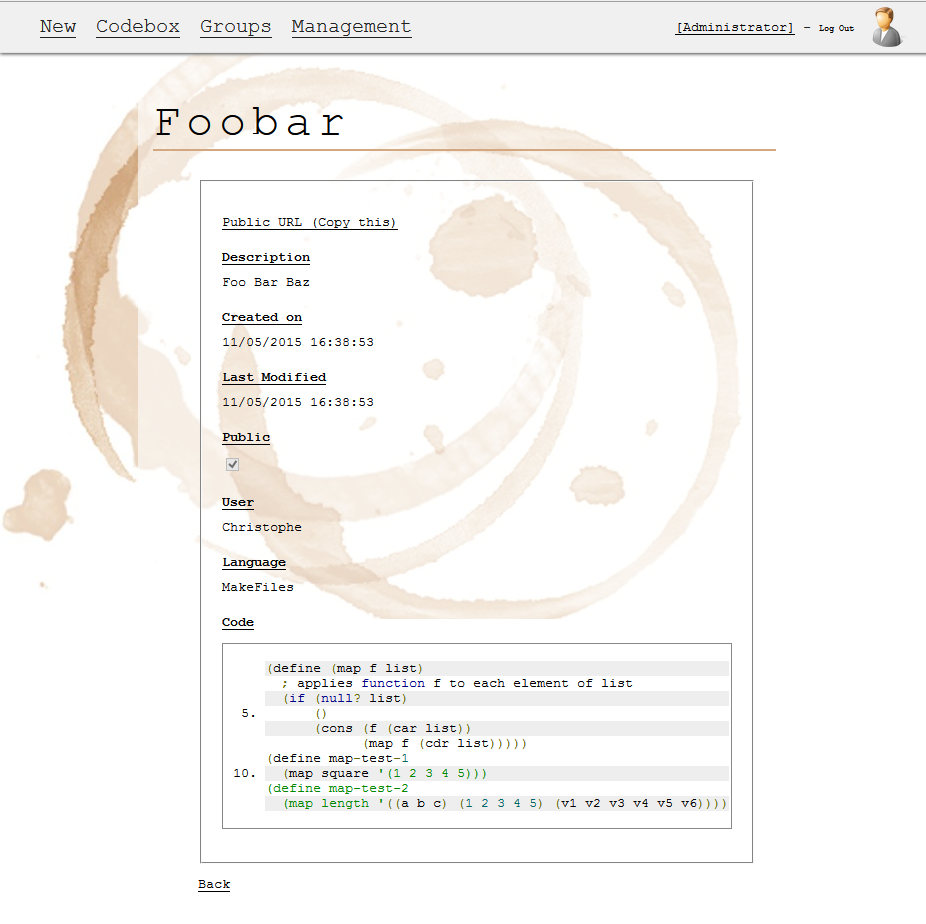 New Codebox Groups Management [Administrator] - Log Out
Foobar
Public URL (Copy this)
Description
Foo Bar Baz
Created on
11/05/2015 16:38:53
Last Modified
11/05/2015 16:38:53
Public
User
Christophe
Language
MakeFiles
Code
(define (map f list)
; applies function f to each element of list
(if (null? list)
5. ()
(cons (f (car list))
(map f (cdr list)))))
(define map-test-1
10. (map square '(1 2 3 4 5)))
(define map-test-2
(map length '((a b c) (1 2 3 4 5) (v1 v2 v3 v4 v5 v6))))
Back